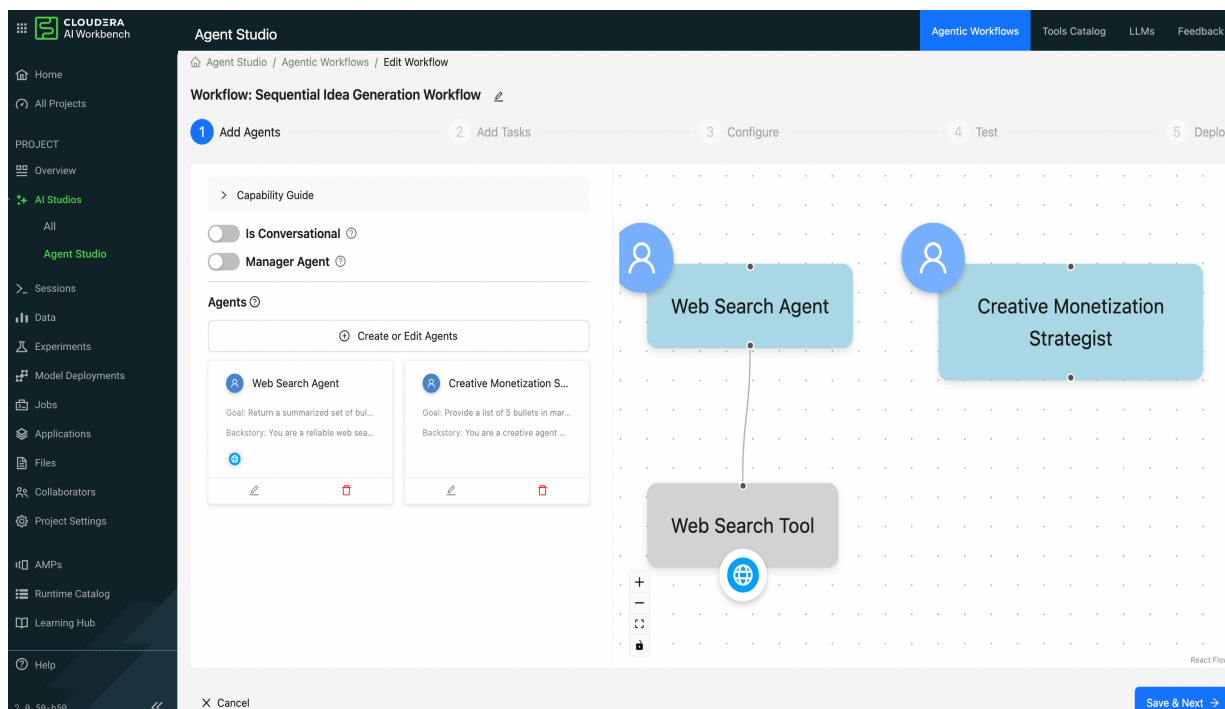 CLOUDERA
AI Workbench
Agent Studio
Agentic Workflows
Tools Catalog
LLMs
Feedback
Home
All Projects
PROJECT
Overview
AI Studios
All
Agent Studio
Sessions
Data
Experiments
Model Deployments
Jobs
Applications
Files
Collaborators
Project Settings
AMPs
Runtime Catalog
Learning Hub
Help
2.0.50-b50
Agent Studio / Agentic Workflows / Edit Workflow
Workflow: Sequential Idea Generation Workflow
1 Add Agents
2 Add Tasks
3 Configure
4 Test
5 Deplo
Capability Guide
Is Conversational
Manager Agent
Agents
Create or Edit Agents
Web Search Agent
Goal: Return a summarized set of bul...
Backstory: You are a reliable web sea...
Creative Monetization S...
Goal: Provide a list of 5 bullets in mar...
Backstory: You are a creative agent ...
Web Search Agent
Creative Monetization
Strategist
Web Search Tool
React Flow
Cancel
Save & Next →